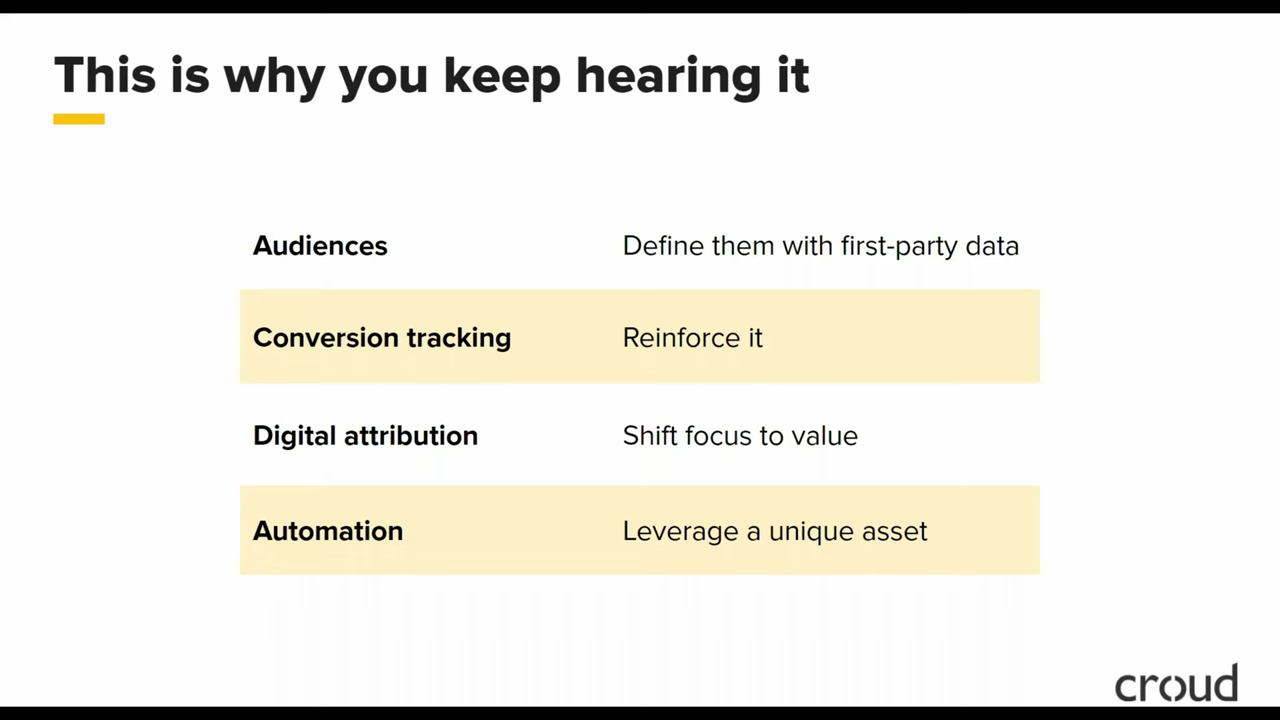 This is why you keep hearing it
Audiences Define them with first-party data
Conversion tracking Reinforce it
Digital attribution Shift focus to value
Automation Leverage a unique asset
croud